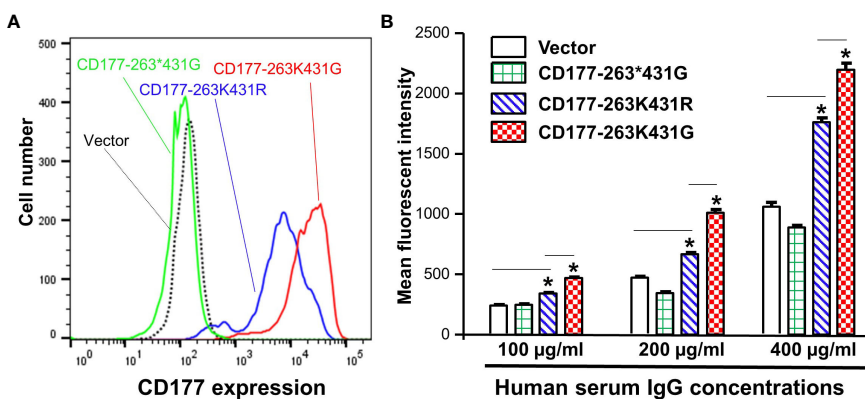 A
500
400
300
200
100
0
Cell number
CD177-263*431G
CD177-263K431G
CD177-263K431R
Vector
10⁰ 10¹ 10² 10³ 10⁴ 10⁵
CD177 expression
B
2500
2000
1500
1000
500
0
Mean fluorescent intensity
Vector
CD177-263*431G
CD177-263K431R
CD177-263K431G
* * * * * *
100 µg/ml 200 µg/ml 400 µg/ml
Human serum IgG concentrations